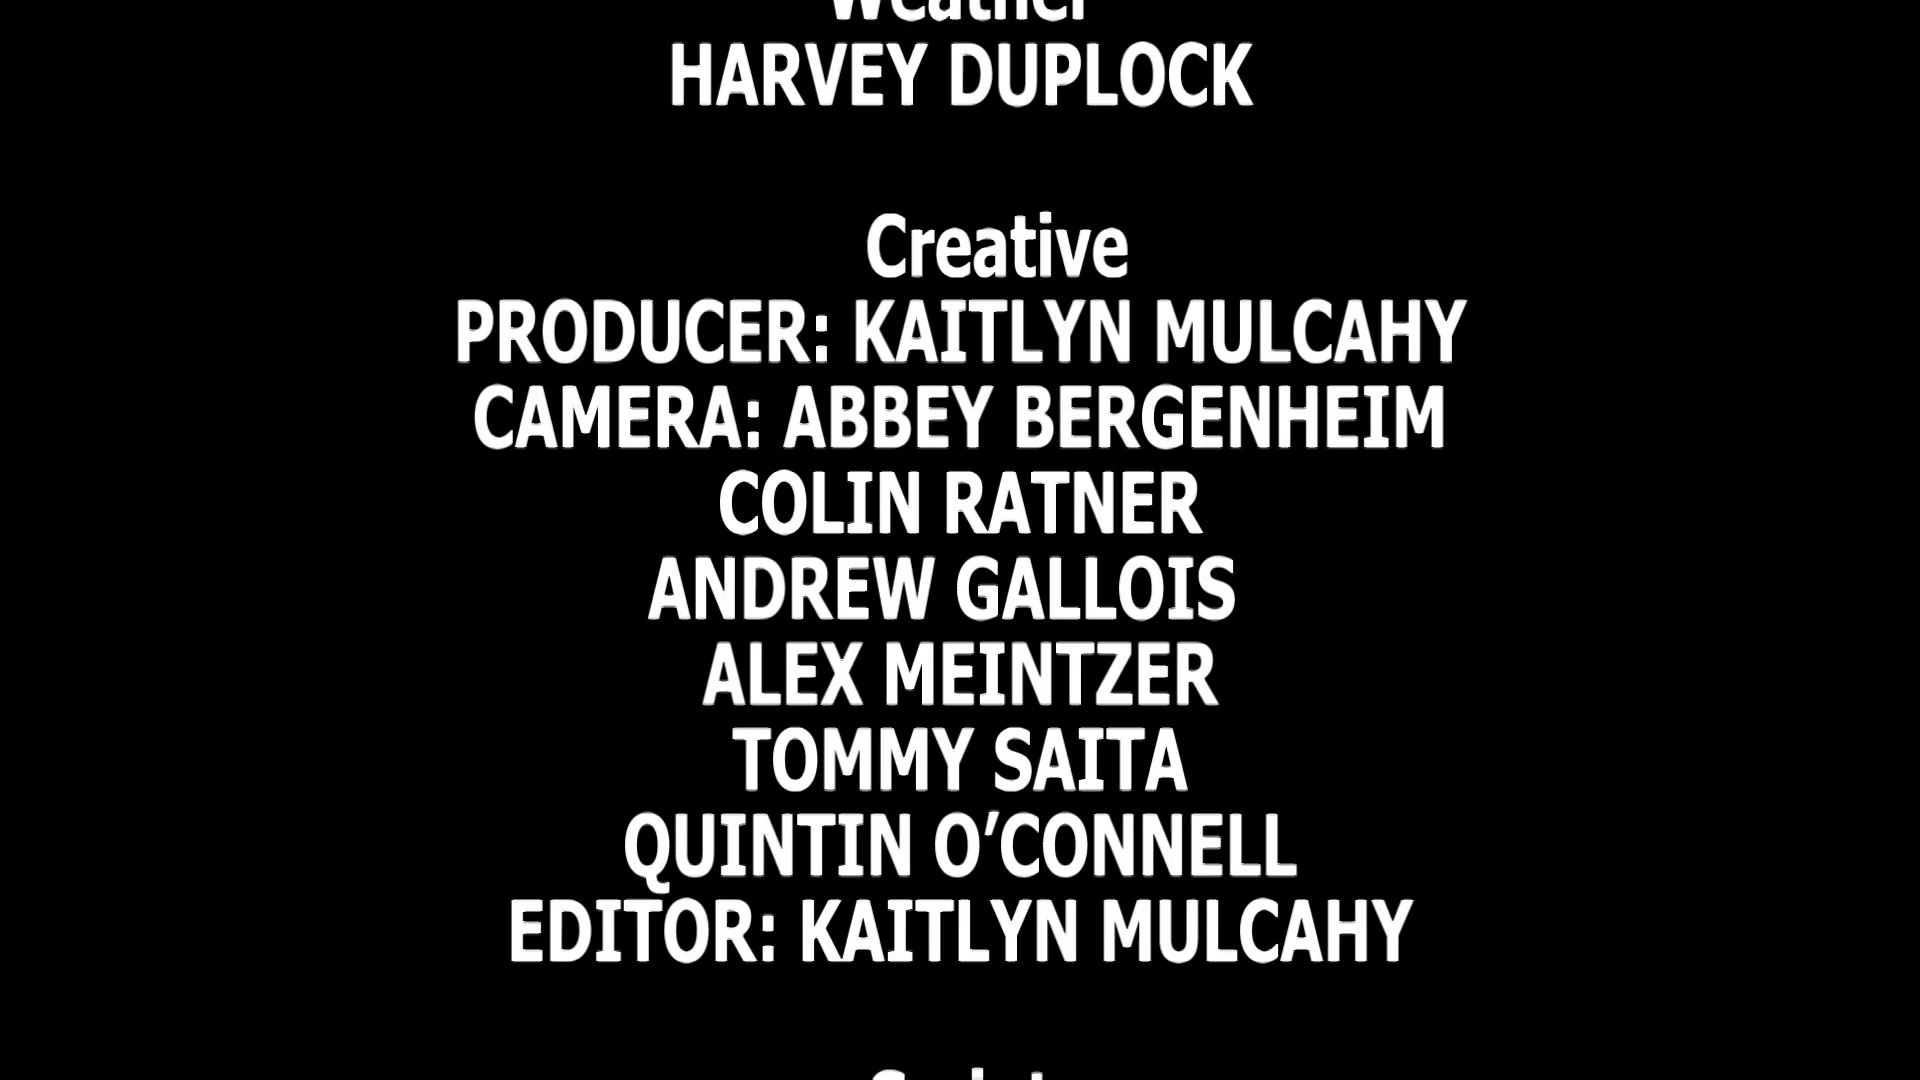 Weather
HARVEY DUPLOCK
Creative
PRODUCER: KAITLYN MULCAHY
CAMERA: ABBEY BERGENHEIM
COLIN RATNER
ANDREW GALLOIS
ALEX MEINTZER
TOMMY SAITA
QUINTIN O’CONNELL
EDITOR: KAITLYN MULCAHY